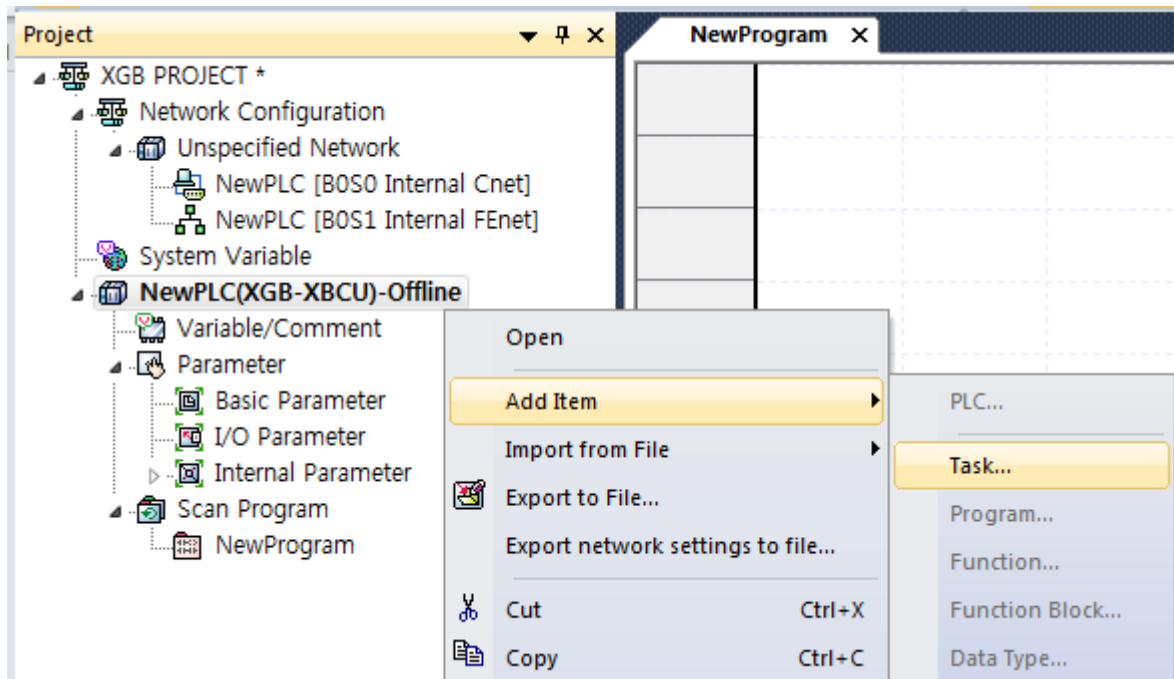 Project
NewProgram
XGB PROJECT *
Network Configuration
Unspecified Network
NewPLC [B0S0 Internal Cnet]
NewPLC [B0S1 Internal FEnet]
System Variable
NewPLC(XGB-XBCU)-Offline
Variable/Comment
Parameter
Basic Parameter
I/O Parameter
Internal Parameter
Scan Program
NewProgram
Open
Add Item
Import from File
Export to File...
Export network settings to file...
Cut Ctrl+X
Copy Ctrl+C
PLC...
Task...
Program...
Function...
Function Block...
Data Type...